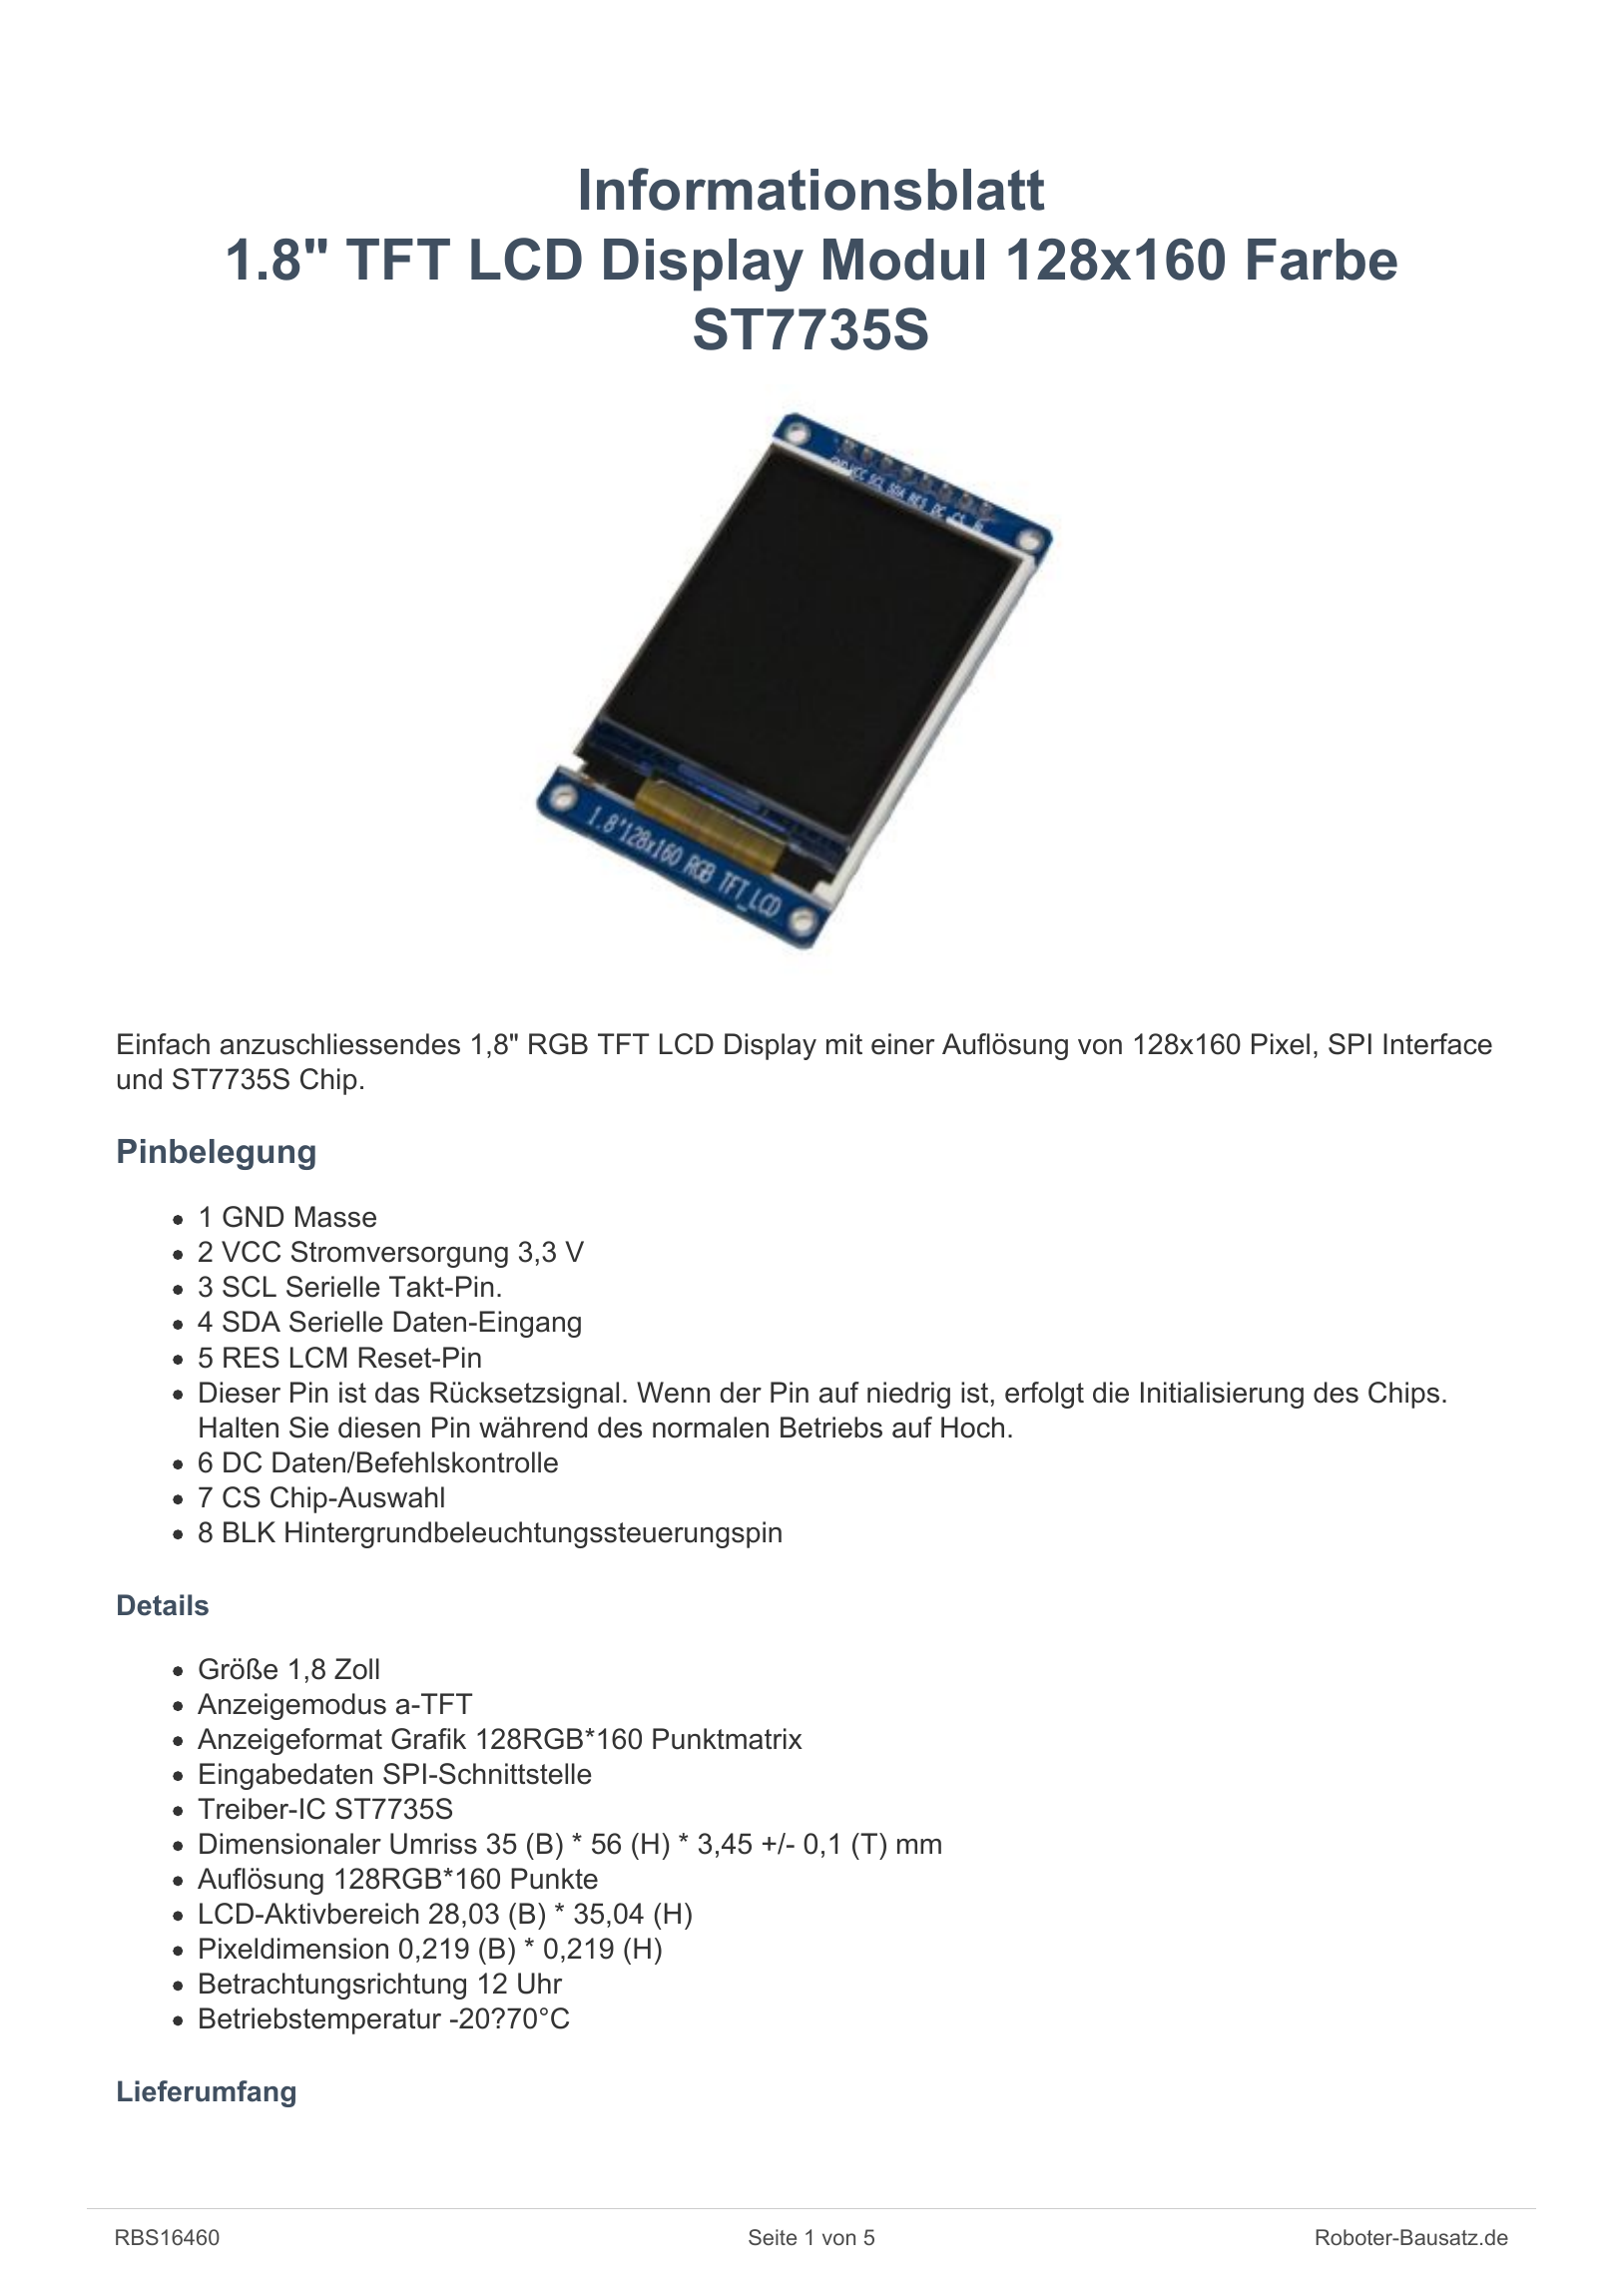 Informationsblatt
1.8" TFT LCD Display Modul 128x160 Farbe
ST7735S
GND VCC SCL SDA RES DC CS
1.8"128x160 RGB TFT_LCD
Einfach anzuschliessendes 1,8" RGB TFT LCD Display mit einer Auflösung von 128x160 Pixel, SPI Interface
und ST7735S Chip.
Pinbelegung
1 GND Masse
2 VCC Stromversorgung 3,3 V
3 SCL Serielle Takt-Pin.
4 SDA Serielle Daten-Eingang
5 RES LCM Reset-Pin
Dieser Pin ist das Rücksetzsignal. Wenn der Pin auf niedrig ist, erfolgt die Initialisierung des Chips.
Halten Sie diesen Pin während des normalen Betriebs auf Hoch.
6 DC Daten/Befehlskontrolle
7 CS Chip-Auswahl
8 BLK Hintergrundbeleuchtungssteuerungspin
Details
Größe 1,8 Zoll
Anzeigemodus a-TFT
Anzeigeformat Grafik 128RGB*160 Punktmatrix
Eingabedaten SPI-Schnittstelle
Treiber-IC ST7735S
Dimensionaler Umriss 35 (B) * 56 (H) * 3,45 +/- 0,1 (T) mm
Auflösung 128RGB*160 Punkte
LCD-Aktivbereich 28,03 (B) * 35,04 (H)
Pixeldimension 0,219 (B) * 0,219 (H)
Betrachtungsrichtung 12 Uhr
Betriebstemperatur -20?70°C
Lieferumfang
RBS16460
Seite 1 von 5
Roboter-Bausatz.de